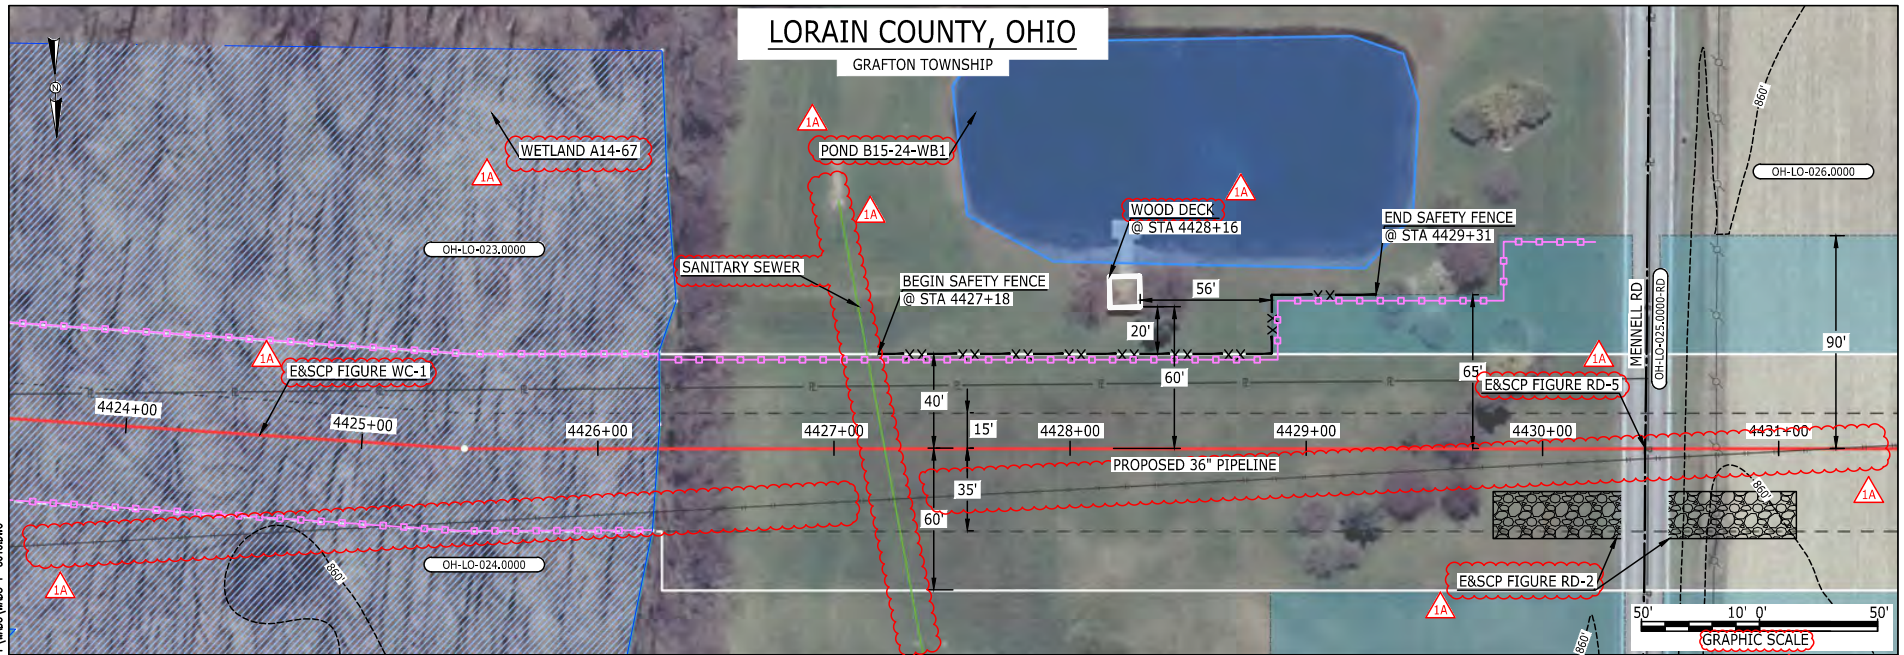 LORAIN COUNTY, OHIO
GRAFTON TOWNSHIP
1A
WETLAND A14-67
1A
POND B15-24-WB1
1A
1A
WOOD DECK
@ STA 4428+16
END SAFETY FENCE
@ STA 4429+31
860'
OH-LO-026.0000
OH-LO-023.0000
SANITARY SEWER
BEGIN SAFETY FENCE
@ STA 4427+18
56'
20'
MENNELL RD
OH-LO-025.0000-RD
90'
1A
E&SCP FIGURE WC-1
60'
65'
1A
E&SCP FIGURE RD-5
40'
15'
4424+00
4425+00
4426+00
4427+00
4428+00
4429+00
4430+00
4431+00
PROPOSED 36" PIPELINE
35'
60'
860'
1A
OH-LO-024.0000
860'
1A
E&SCP FIGURE RD-2
1A
860'
50'
10'
0'
50'
GRAPHIC SCALE